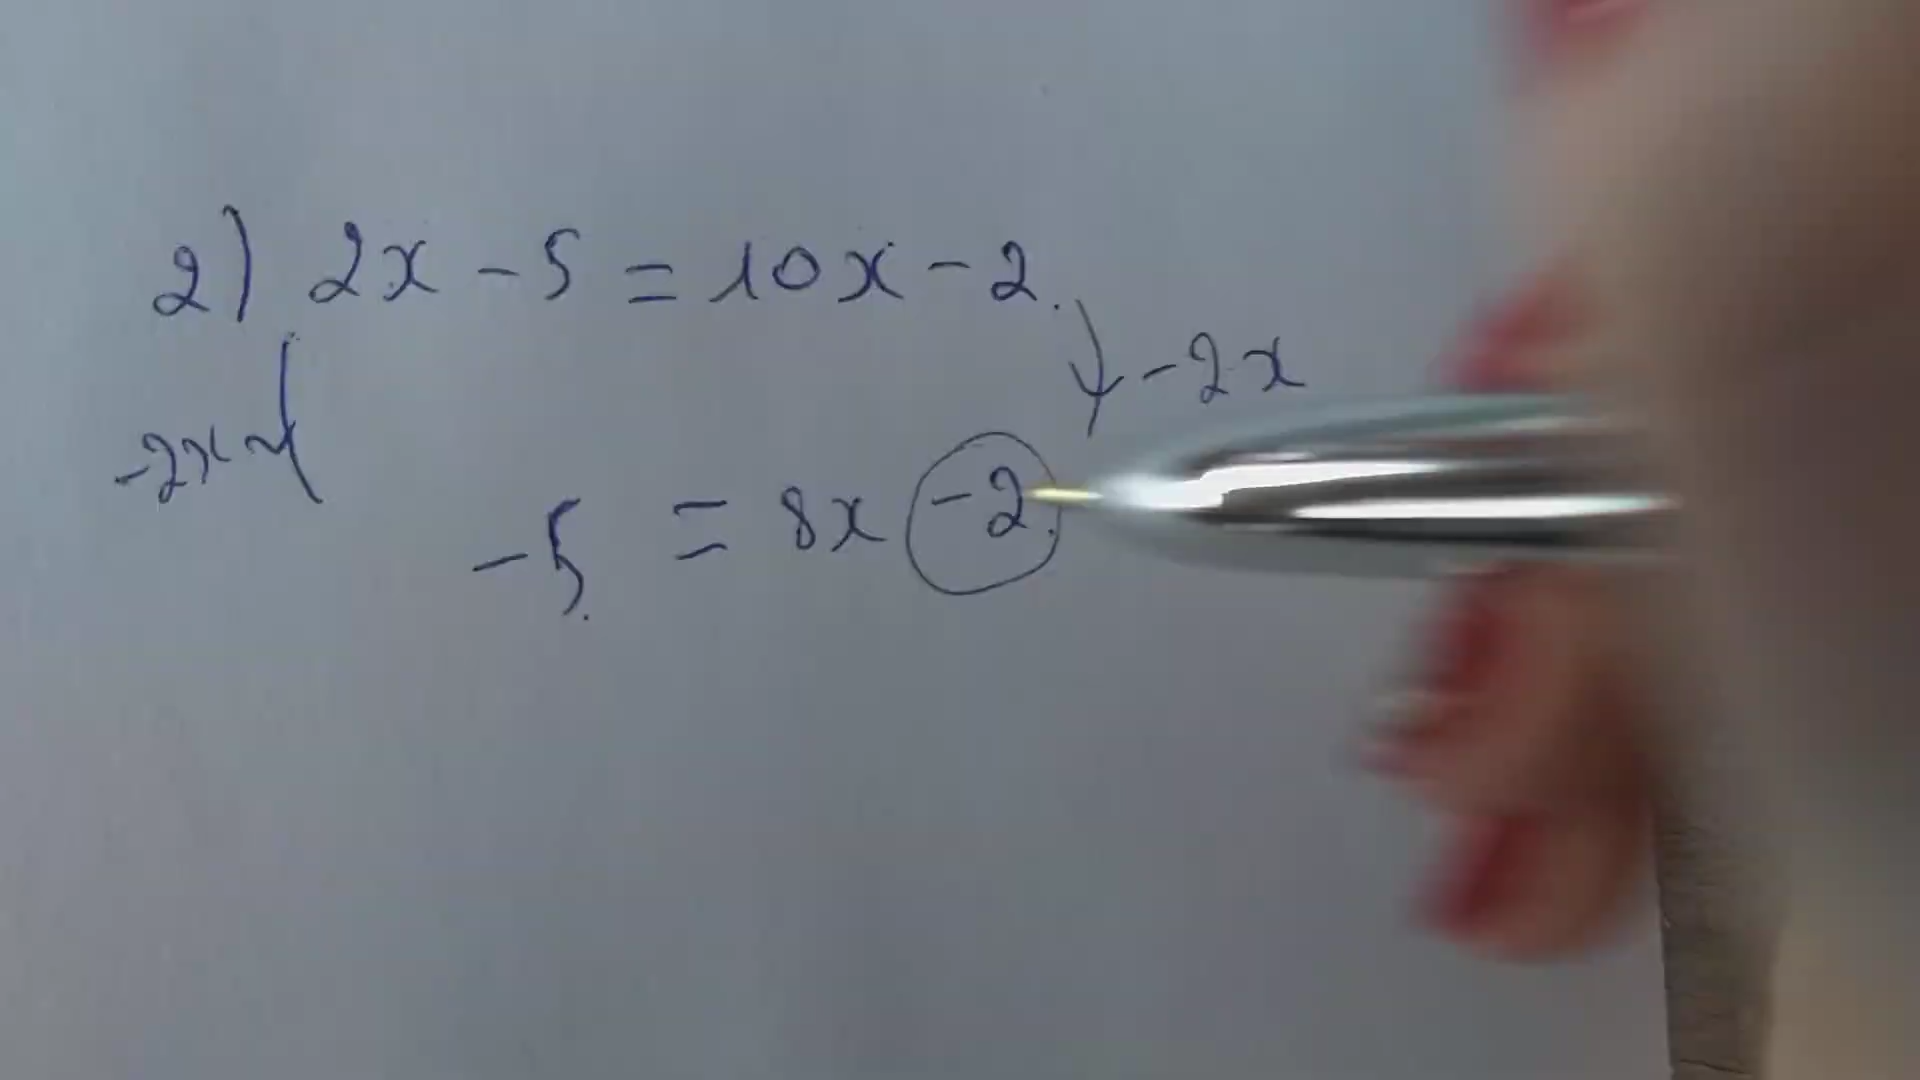 2) 2x - 5 = 10x - 2.
-2x
-2x
-5 = 8x -2.